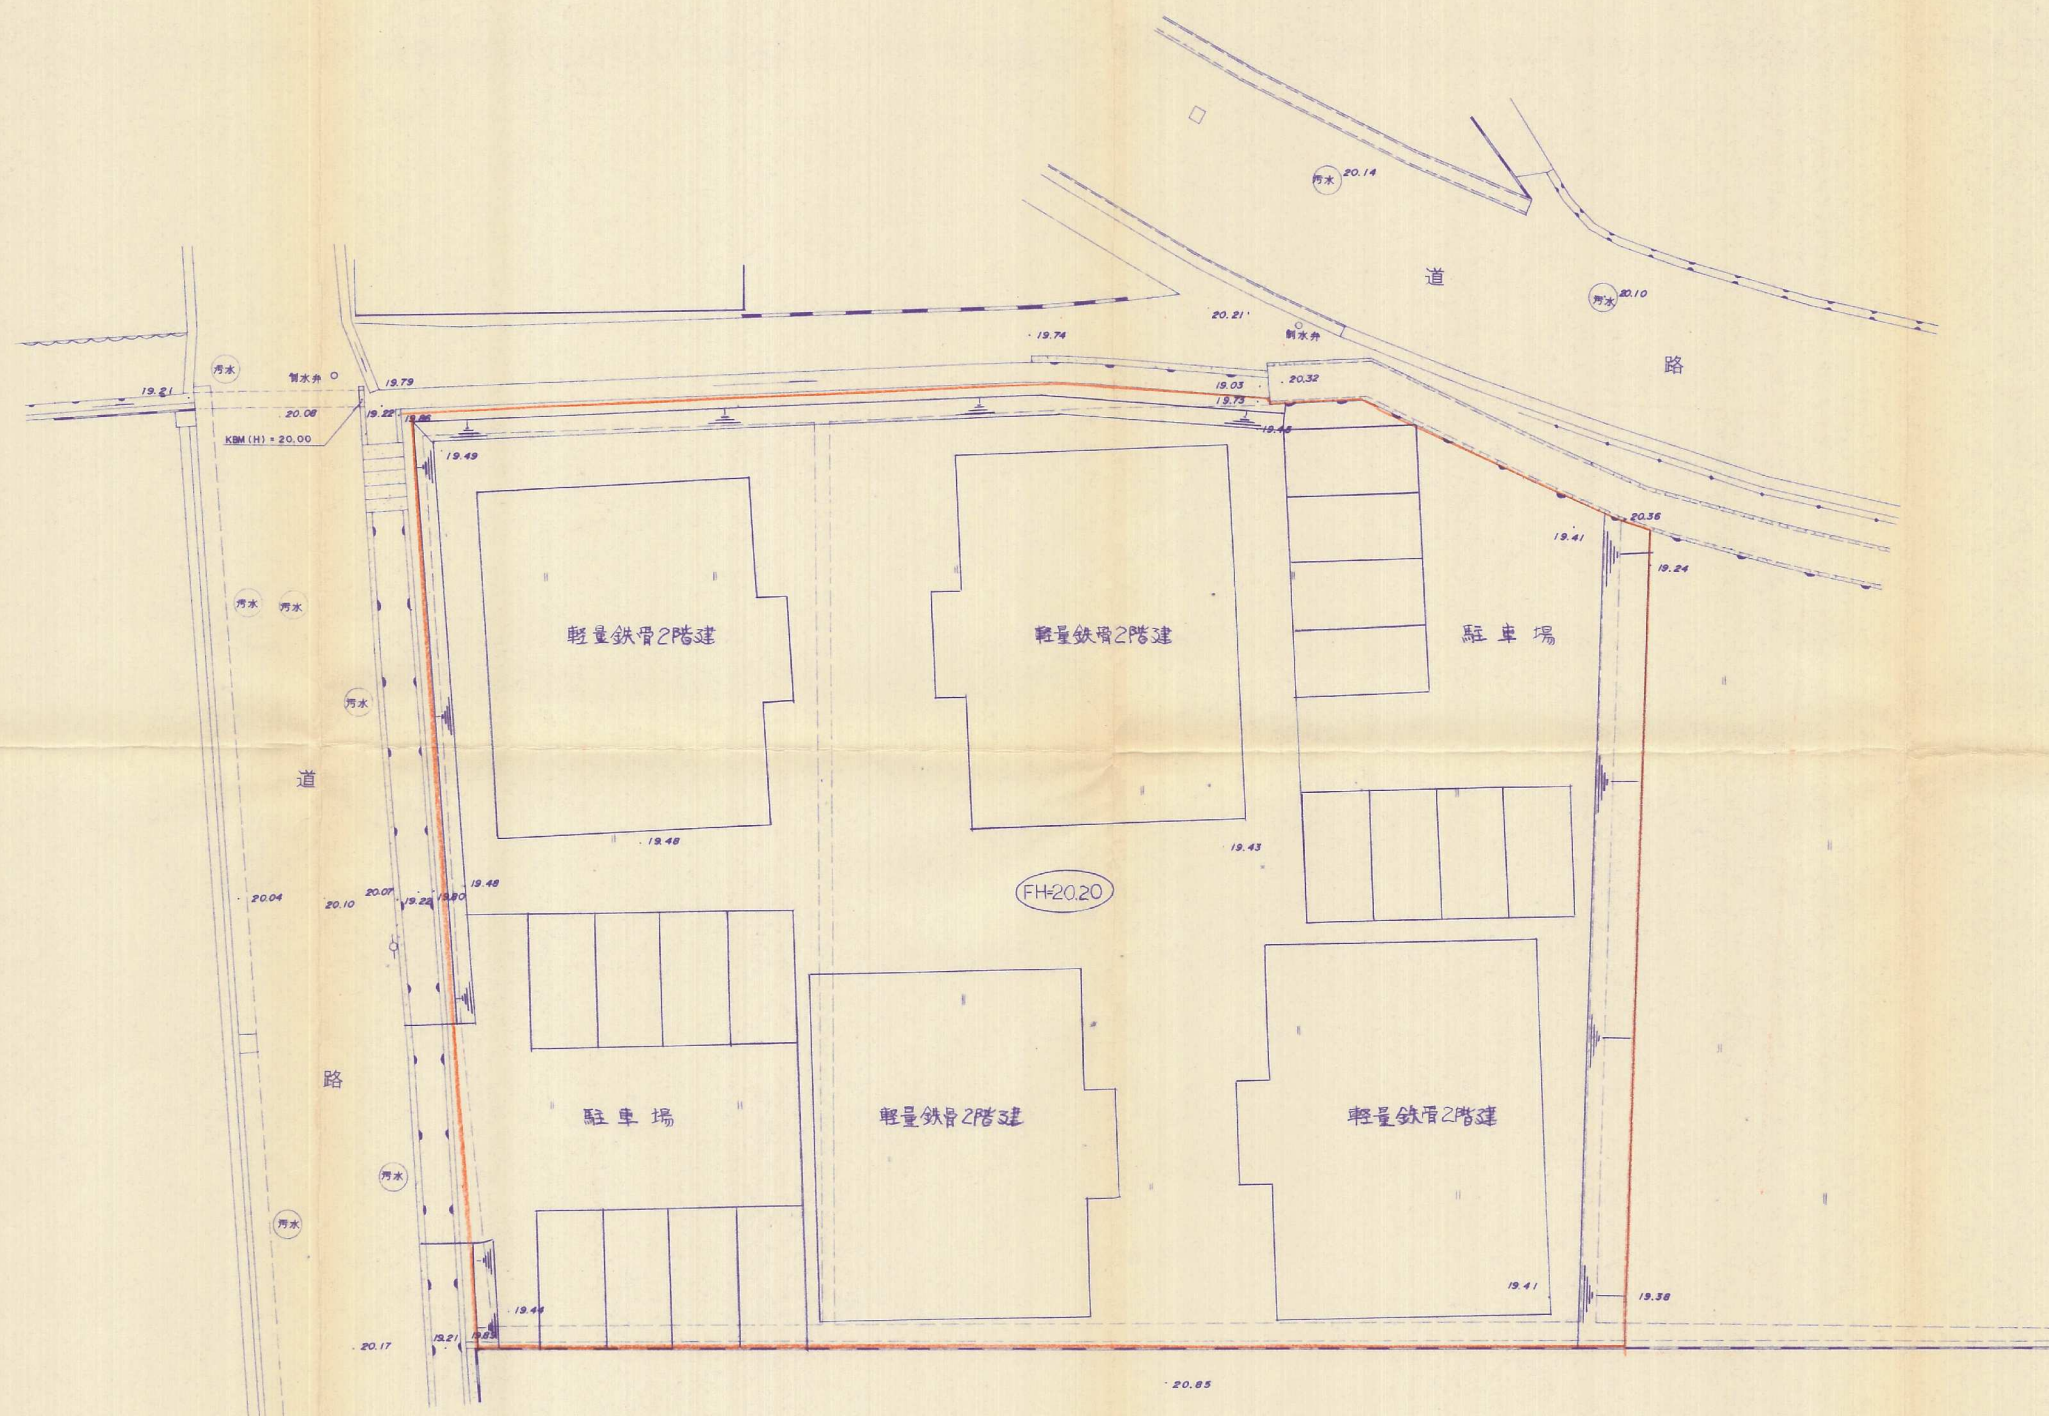 汚水 20.14
道
汚水 20.10
20.21
制水弁
19.74
路
汚水
制水弁
19.79
19.21
20.08
19.22
19.86
19.03
20.32
19.73
KBM(H)=20.00
19.49
20.36
19.41
19.24
汚水
汚水
軽量鉄骨2階建
軽量鉄骨2階建
駐車場
汚水
道
19.48
19.43
19.48
20.04
20.10
20.07
19.22
19.80
FH=20.20
路
駐車場
軽量鉄骨2階建
軽量鉄骨2階建
汚水
汚水
19.44
19.41
19.38
20.17
19.21
20.85